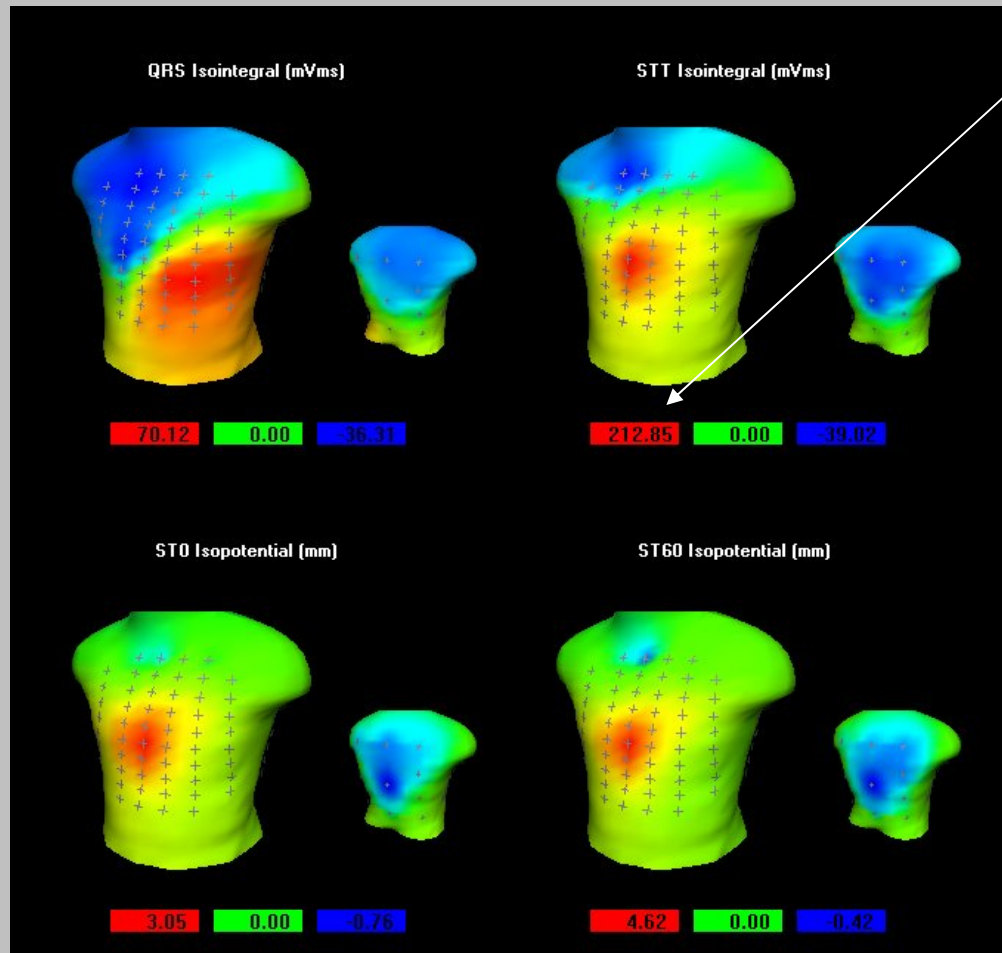 QRS Isointegral (mVms)
STT Isointegral (mVms)
70.12 0.00 -36.31
212.85 0.00 -39.02
ST0 Isopotential (mm)
ST60 Isopotential (mm)
3.05 0.00 -0.76
4.62 0.00 -0.42